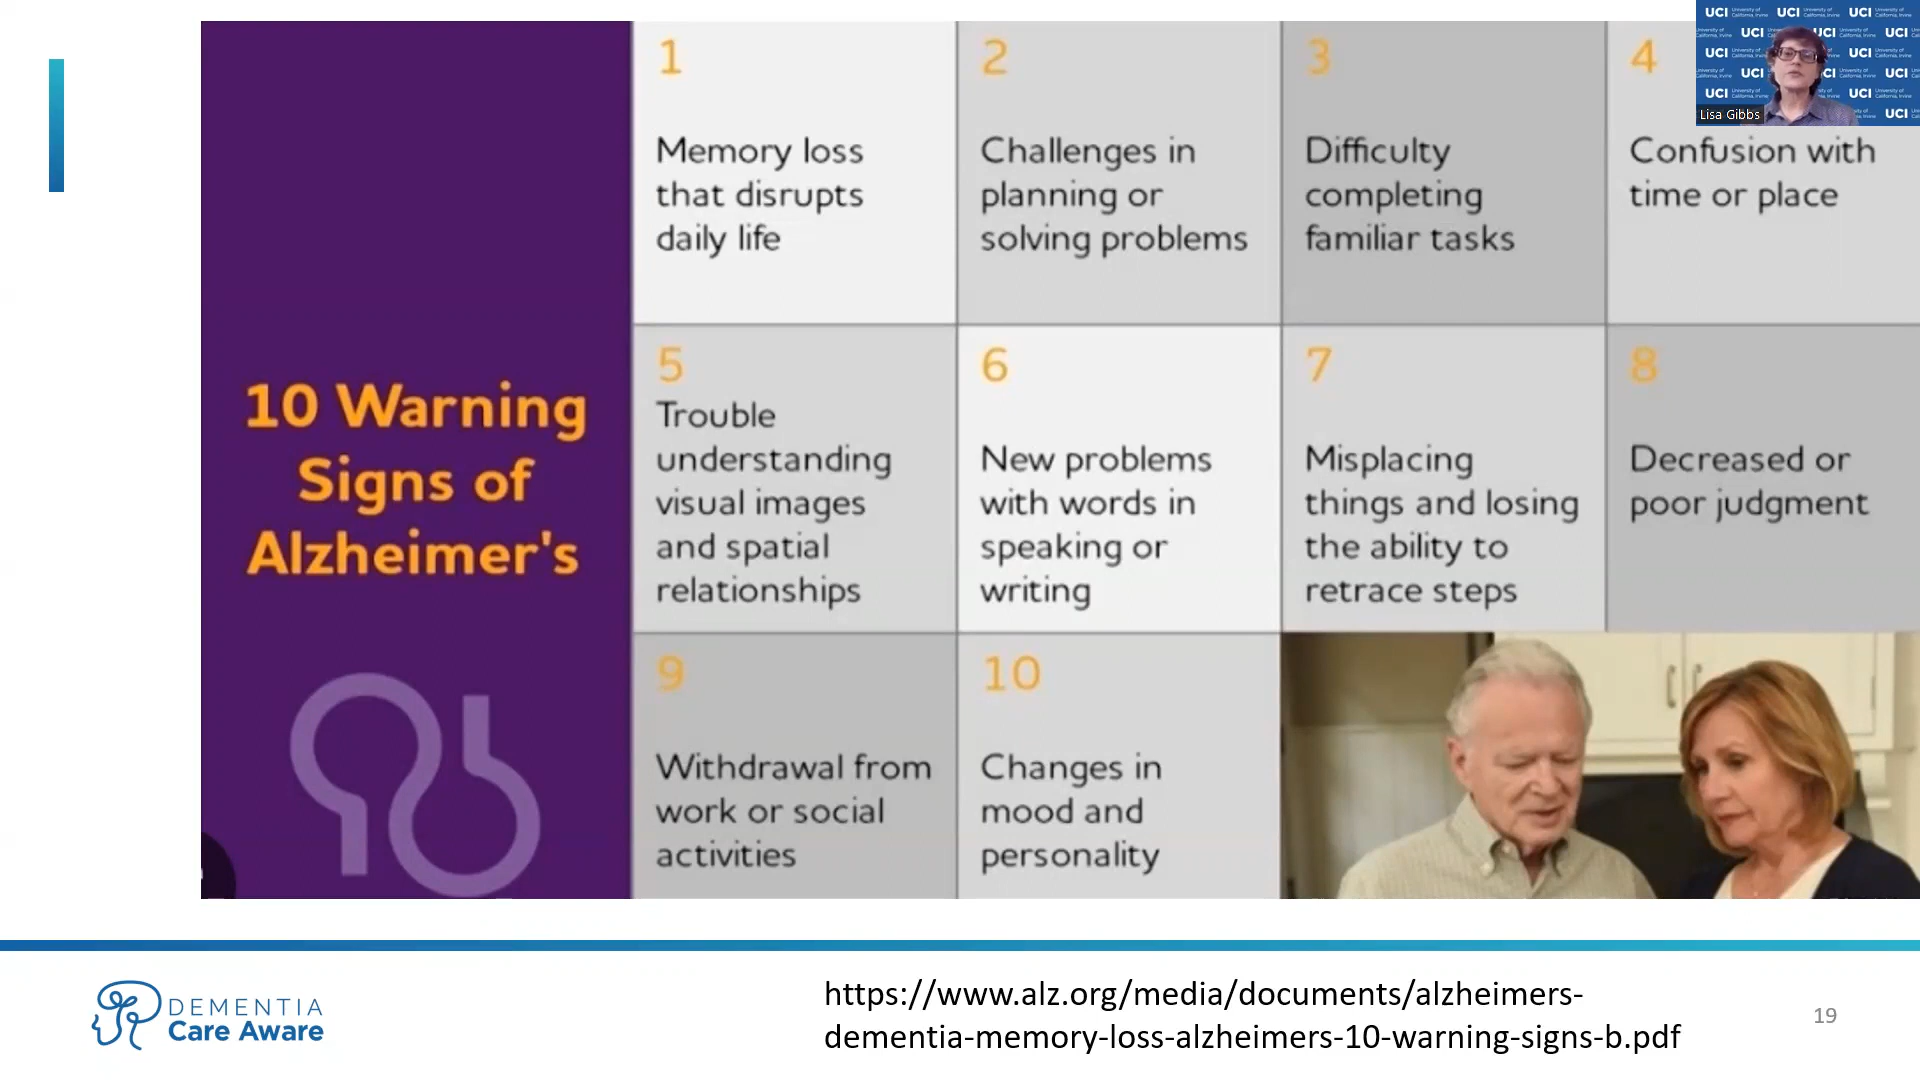 1
Memory loss
that disrupts
daily life
2
Challenges in
planning or
solving problems
3
Difficulty
completing
familiar tasks
4
Confusion with
time or place
10 Warning
Signs of
Alzheimer's
5
Trouble
understanding
visual images
and spatial
relationships
6
New problems
with words in
speaking or
writing
7
Misplacing
things and losing
the ability to
retrace steps
8
Decreased or
poor judgment
9
Withdrawal from
work or social
activities
10
Changes in
mood and
personality
UCI University of California, Irvine
Lisa Gibbs
DEMENTIA
Care Aware
https://www.alz.org/media/documents/alzheimers-
dementia-memory-loss-alzheimers-10-warning-signs-b.pdf
19